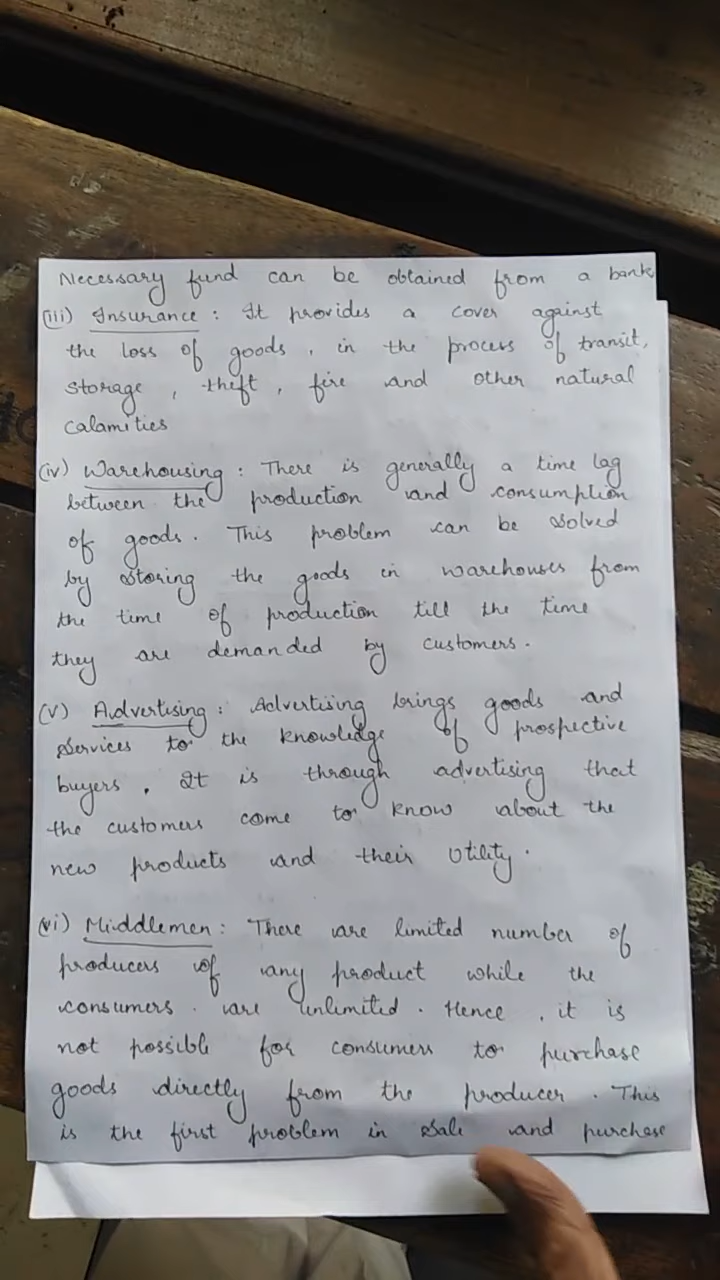 Necessary fund can be obtained from a bank
(iii) Insurance : It provides a cover against
the loss of goods , in the process of transit,
storage , theft , fire and other natural
calamities
(iv) Warehousing : There is generally a time lag
between the production and consumption
of goods . This problem can be solved
by storing the goods in warehouses from
the time of production till the time
they are demanded by customers .
(v) Advertising : Advertising brings goods and
services to the knowledge of prospective
buyers . It is through advertising that
the customers come to know about the
new products and their utility .
(vi) Middlemen : There are limited number of
producers of any product while the
consumers are unlimited . Hence , it is
not possible for consumers to purchase
goods directly from the producer . This
is the first problem in sale and purchase